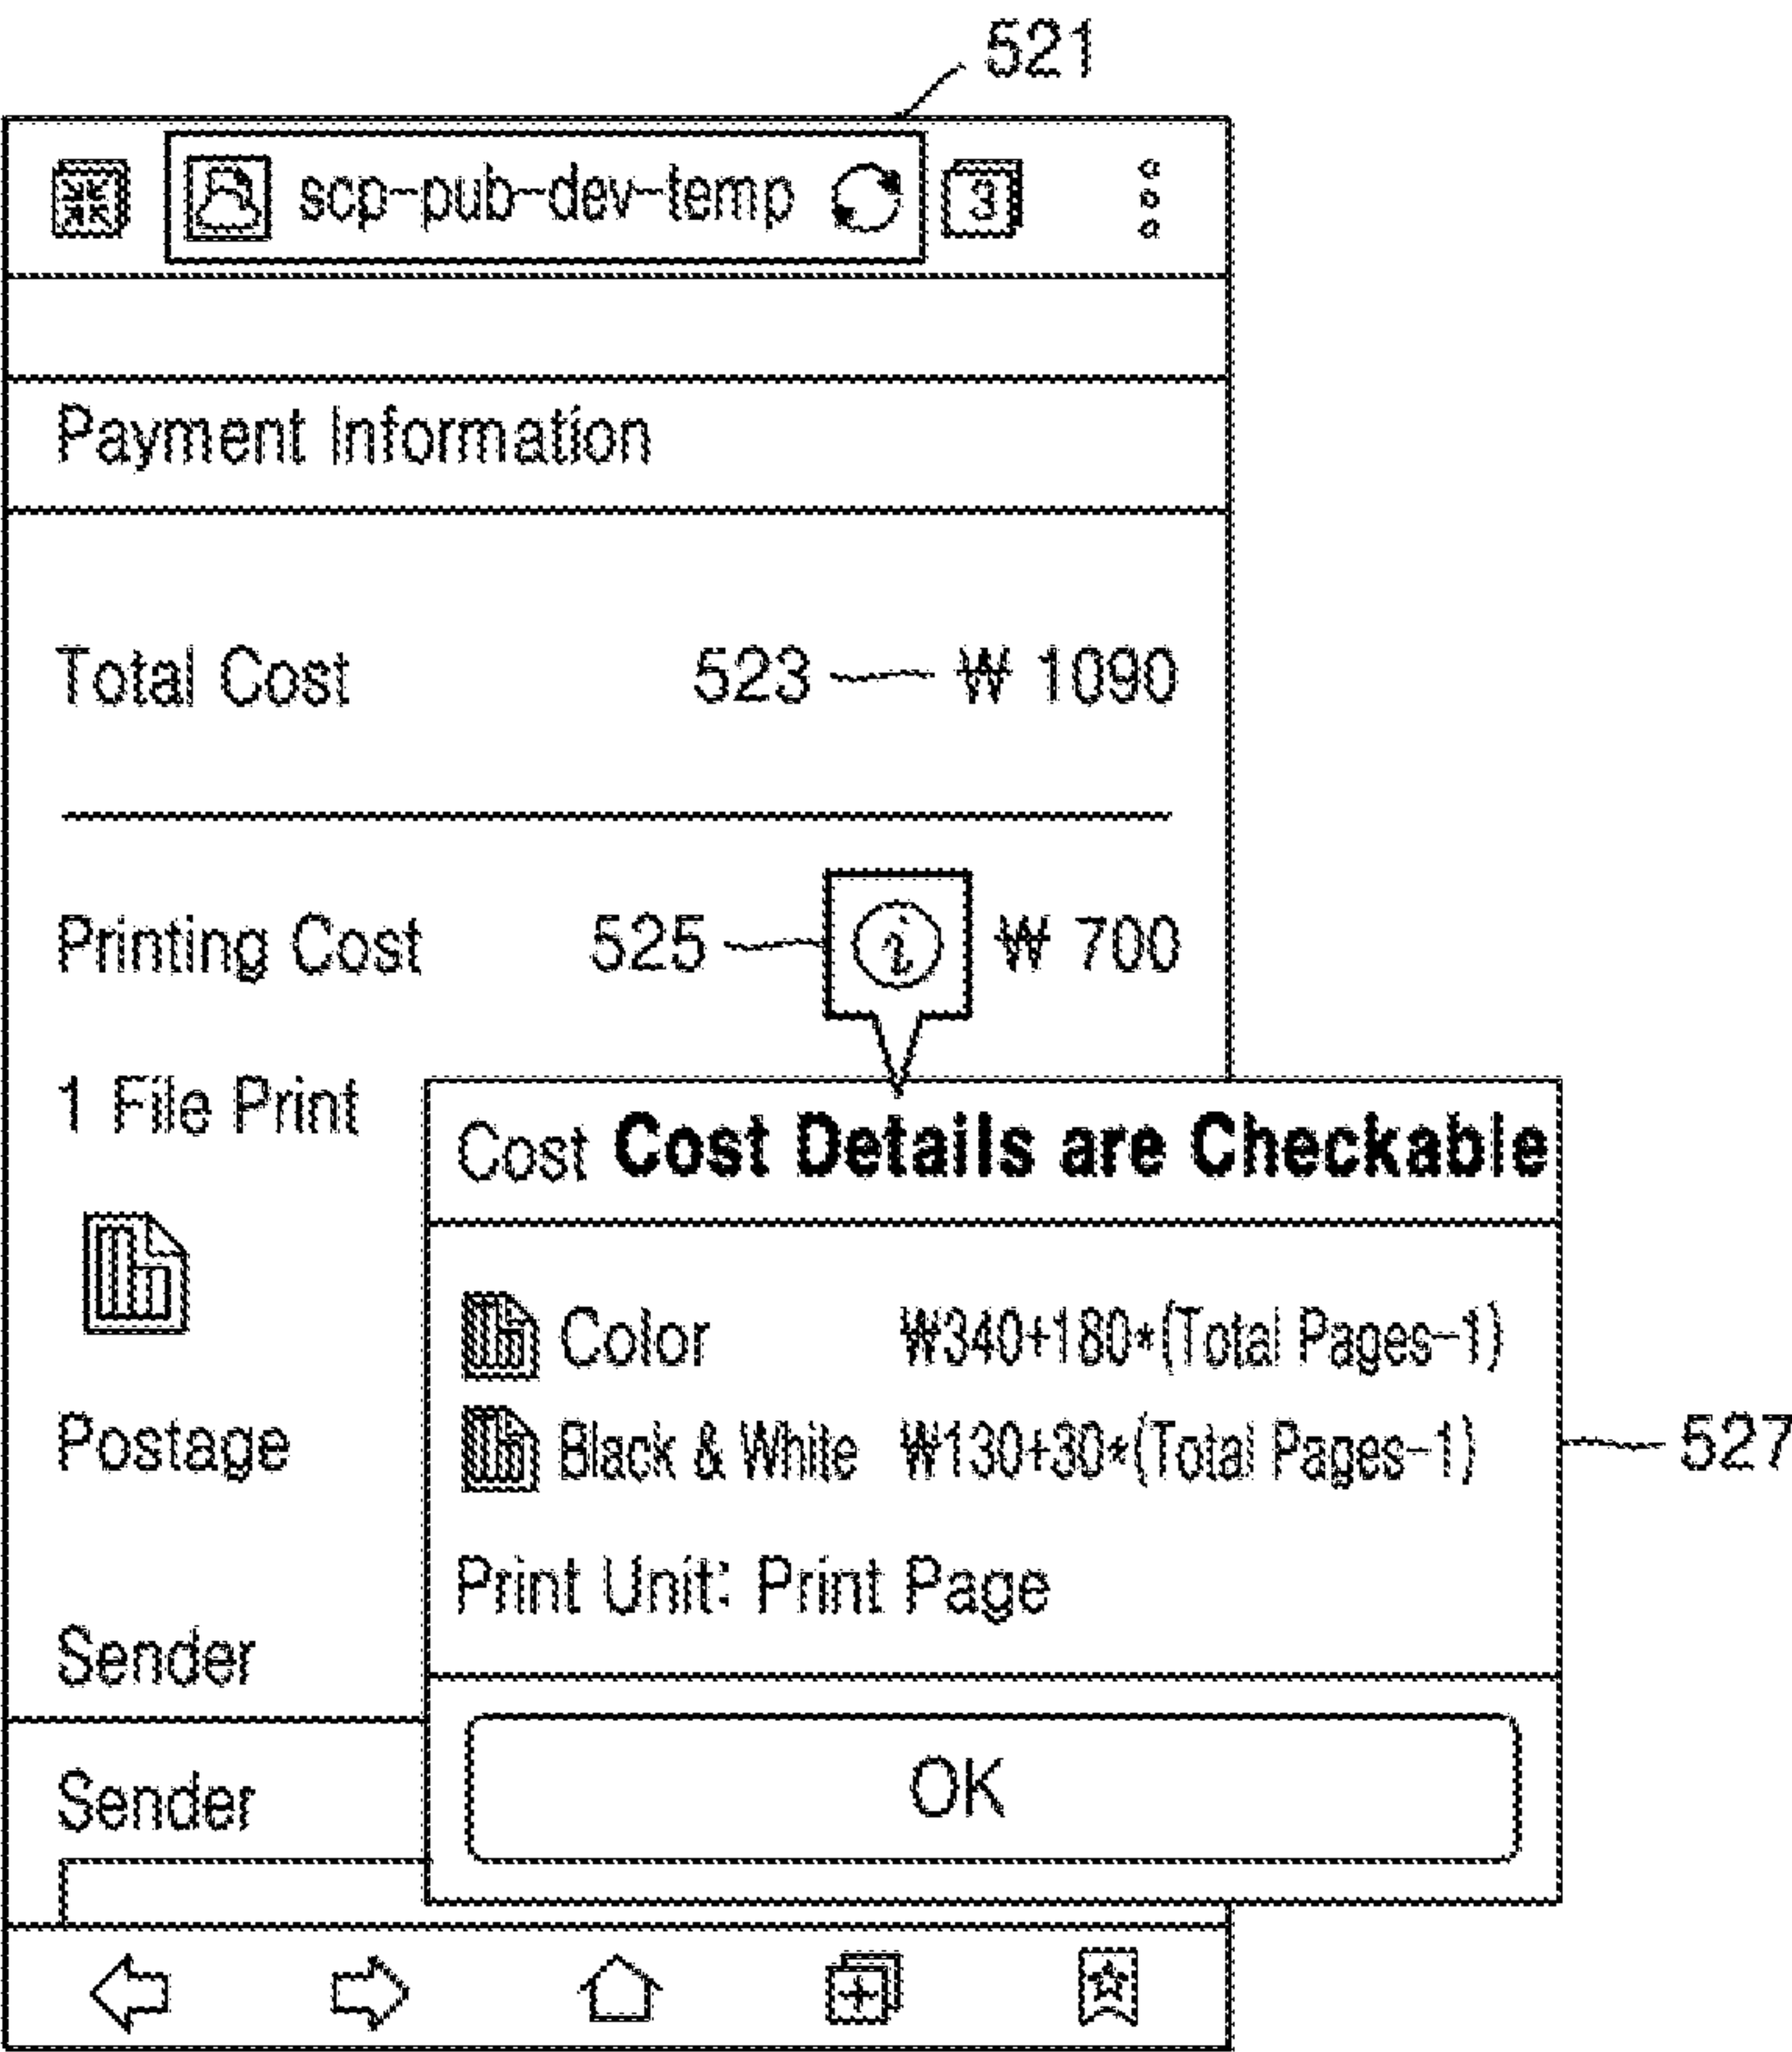 521
scp-pub-dev-temp 3
Payment Information
Total Cost 523 ₩ 1090
Printing Cost 525 i ₩ 700
1 File Print
Cost Cost Details are Checkable
Color ₩340+180*(Total Pages-1)
Postage
Black & White ₩130+30*(Total Pages-1)
527
Print Unit: Print Page
Sender
Sender
OK